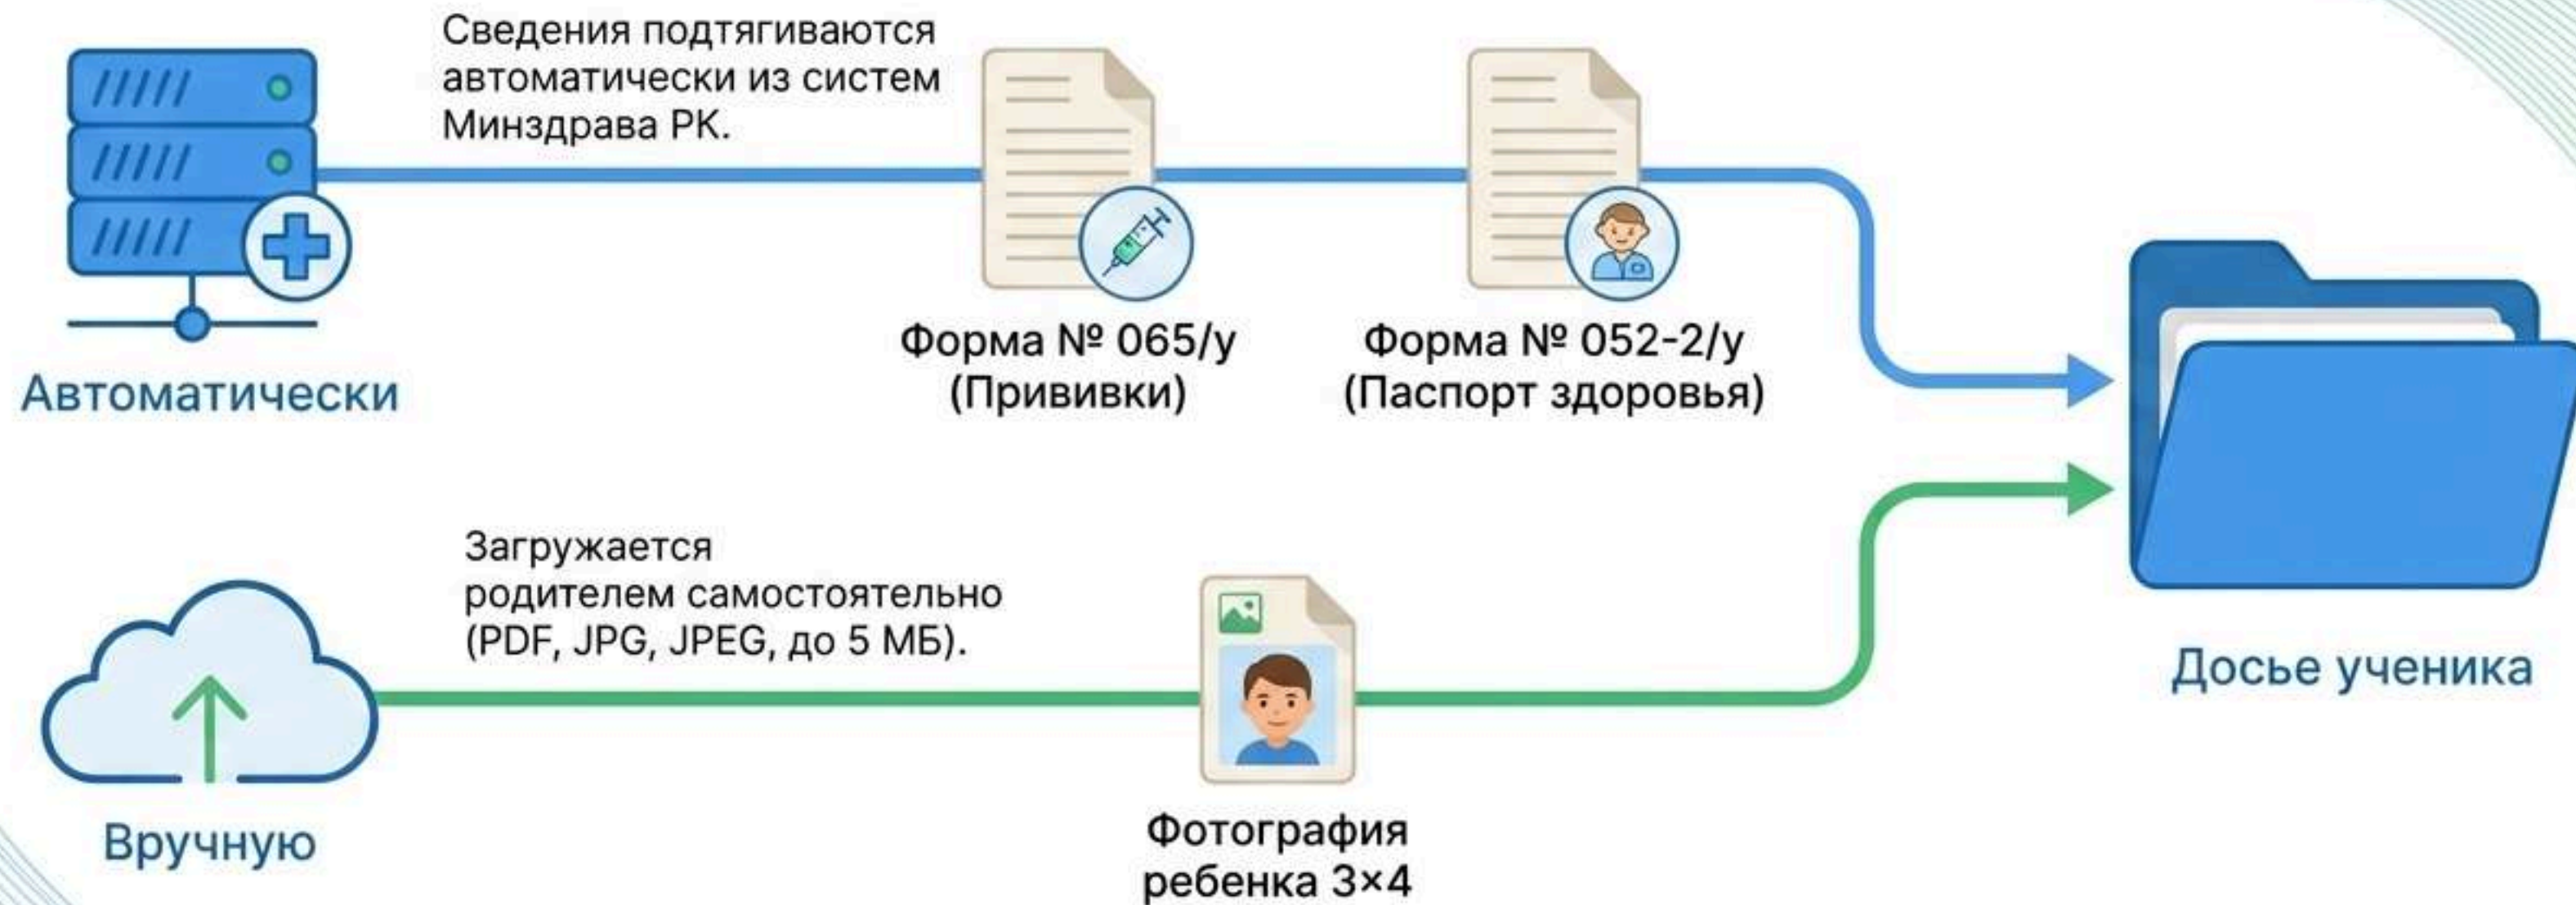 Сведения подтягиваются
автоматически из систем
Минздрава РК.
Автоматически
Форма № 065/у
(Прививки)
Форма № 052-2/у
(Паспорт здоровья)
Загружается
родителем самостоятельно
(PDF, JPG, JPEG, до 5 МБ).
Вручную
Фотография
ребенка 3×4
Досье ученика